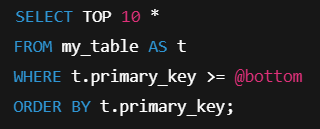 SELECT TOP 10 *
FROM my_table AS t
WHERE t.primary_key >= @bottom
ORDER BY t.primary_key;